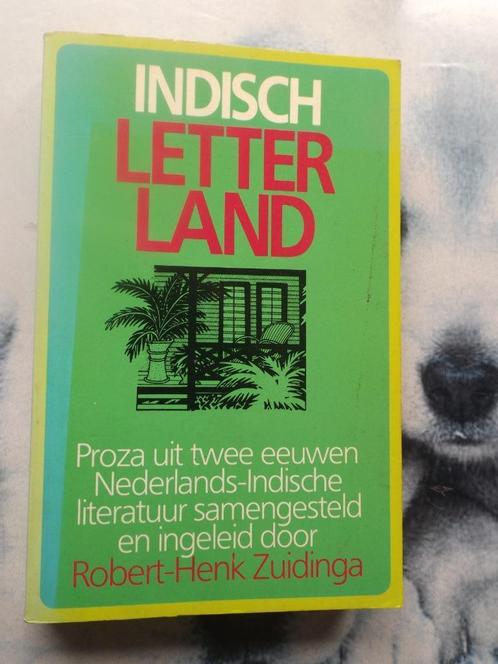 INDISCH
LETTER
LAND
Proza uit twee eeuwen
Nederlands-Indische
literatuur samengesteld
en ingeleid door
Robert-Henk Zuidinga